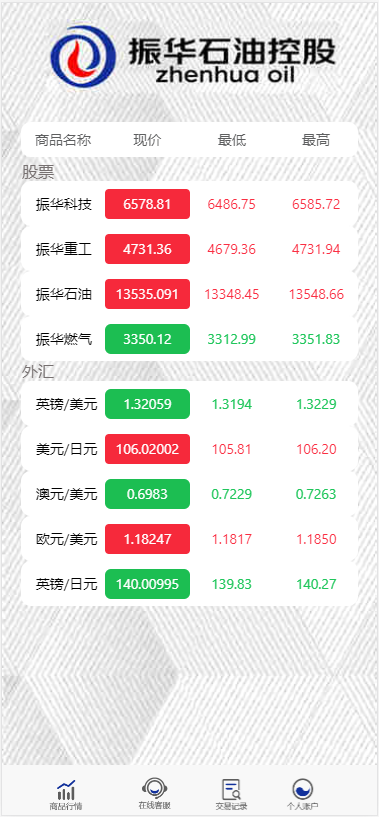 振华石油控股
zhenhua oil
商品名称 现价 最低 最高
股票
振华科技 6578.81 6486.75 6585.72
振华重工 4731.36 4679.36 4731.94
振华石油 13535.091 13348.45 13548.66
振华燃气 3350.12 3312.99 3351.83
外汇
英镑/美元 1.32059 1.3194 1.3229
美元/日元 106.02002 105.81 106.20
澳元/美元 0.6983 0.7229 0.7263
欧元/美元 1.18247 1.1817 1.1850
英镑/日元 140.00995 139.83 140.27
商品行情 在线客服 交易记录 个人账户